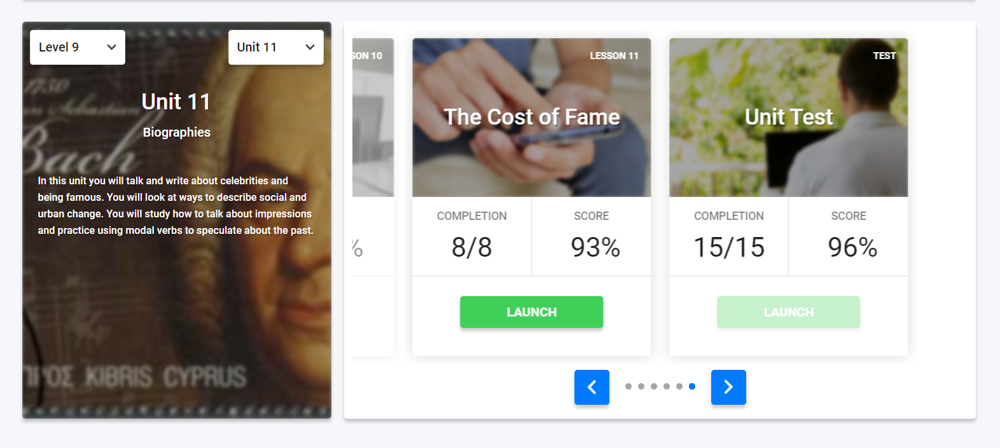 Level 9
Unit 11
1730
Sebastian
Bach
Unit 11
Biographies
In this unit you will talk and write about celebrities and
being famous. You will look at ways to describe social and
urban change. You will study how to talk about impressions
and practice using modal verbs to speculate about the past.
ΠΡΟΣ KIBRIS CYPRUS
SON 10
%
LESSON 11
The Cost of Fame
COMPLETION
SCORE
8/8
93%
LAUNCH
TEST
Unit Test
COMPLETION
SCORE
15/15
96%
LAUNCH